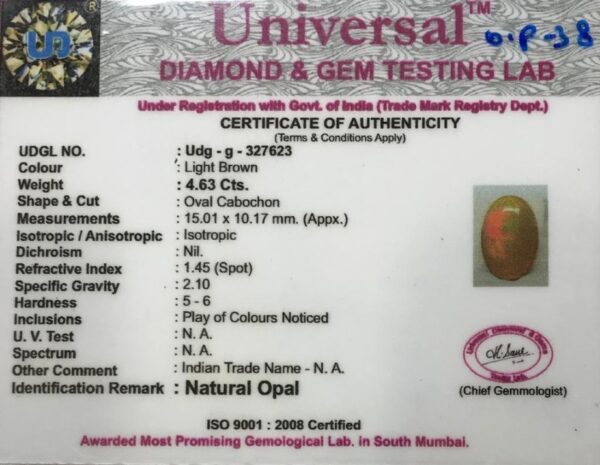 UD ®
Universal™ O.P-38
DIAMOND & GEM TESTING LAB
Under Registration with Govt. of India (Trade Mark Registry Dept.)
CERTIFICATE OF AUTHENTICITY
(Terms & Conditions Apply)
UDGL NO. : Udg - g - 327623
Colour : Light Brown
Weight : 4.63 Cts.
Shape & Cut : Oval Cabochon
Measurements : 15.01 x 10.17 mm. (Appx.)
Isotropic / Anisotropic : Isotropic
Dichroism : Nil.
Refractive Index : 1.45 (Spot)
Specific Gravity : 2.10
Hardness : 5 - 6
Inclusions : Play of Colours Noticed
U. V. Test : N. A.
Spectrum : N. A.
Other Comment : Indian Trade Name - N. A.
Identification Remark : Natural Opal
(Chief Gemmologist)
ISO 9001 : 2008 Certified
Awarded Most Promising Gemological Lab. in South Mumbai.